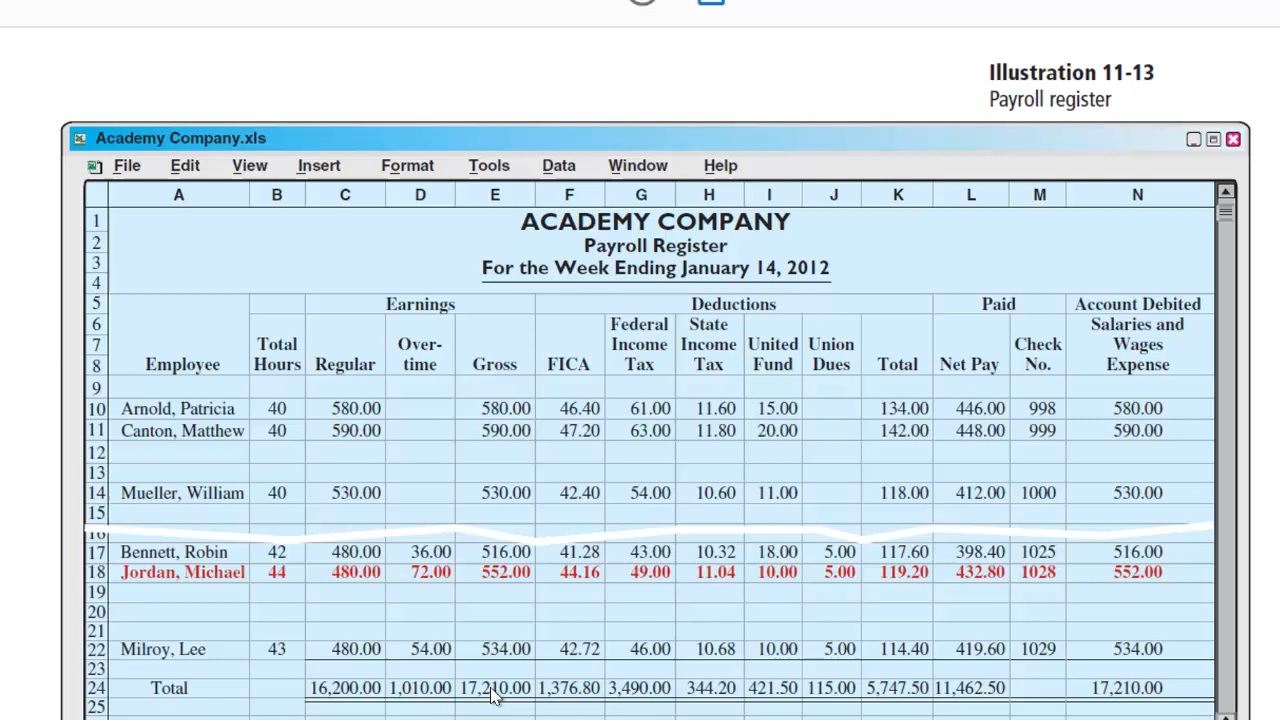 Illustration 11-13
Payroll register
Academy Company.xls
File Edit View Insert Format Tools Data Window Help
A B C D E F G H I J K L M N
1 ACADEMY COMPANY
2 Payroll Register
3 For the Week Ending January 14, 2012
4
5 Earnings Deductions Paid Account Debited
6 Federal State Salaries and
7 Total Over- Income Income United Union Check Wages
8 Employee Hours Regular time Gross FICA Tax Tax Fund Dues Total Net Pay No. Expense
9
10 Arnold, Patricia 40 580.00 580.00 46.40 61.00 11.60 15.00 134.00 446.00 998 580.00
11 Canton, Matthew 40 590.00 590.00 47.20 63.00 11.80 20.00 142.00 448.00 999 590.00
12
13
14 Mueller, William 40 530.00 530.00 42.40 54.00 10.60 11.00 118.00 412.00 1000 530.00
15
16
17 Bennett, Robin 42 480.00 36.00 516.00 41.28 43.00 10.32 18.00 5.00 117.60 398.40 1025 516.00
18 Jordan, Michael 44 480.00 72.00 552.00 44.16 49.00 11.04 10.00 5.00 119.20 432.80 1028 552.00
19
20
21
22 Milroy, Lee 43 480.00 54.00 534.00 42.72 46.00 10.68 10.00 5.00 114.40 419.60 1029 534.00
23
24 Total 16,200.00 1,010.00 17,210.00 1,376.80 3,490.00 344.20 421.50 115.00 5,747.50 11,462.50 17,210.00
25